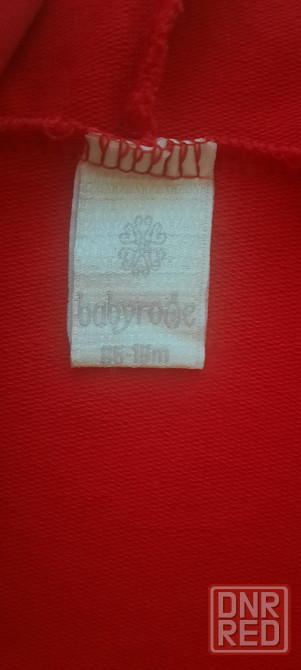 babyrode
86-18m
DNR
RED